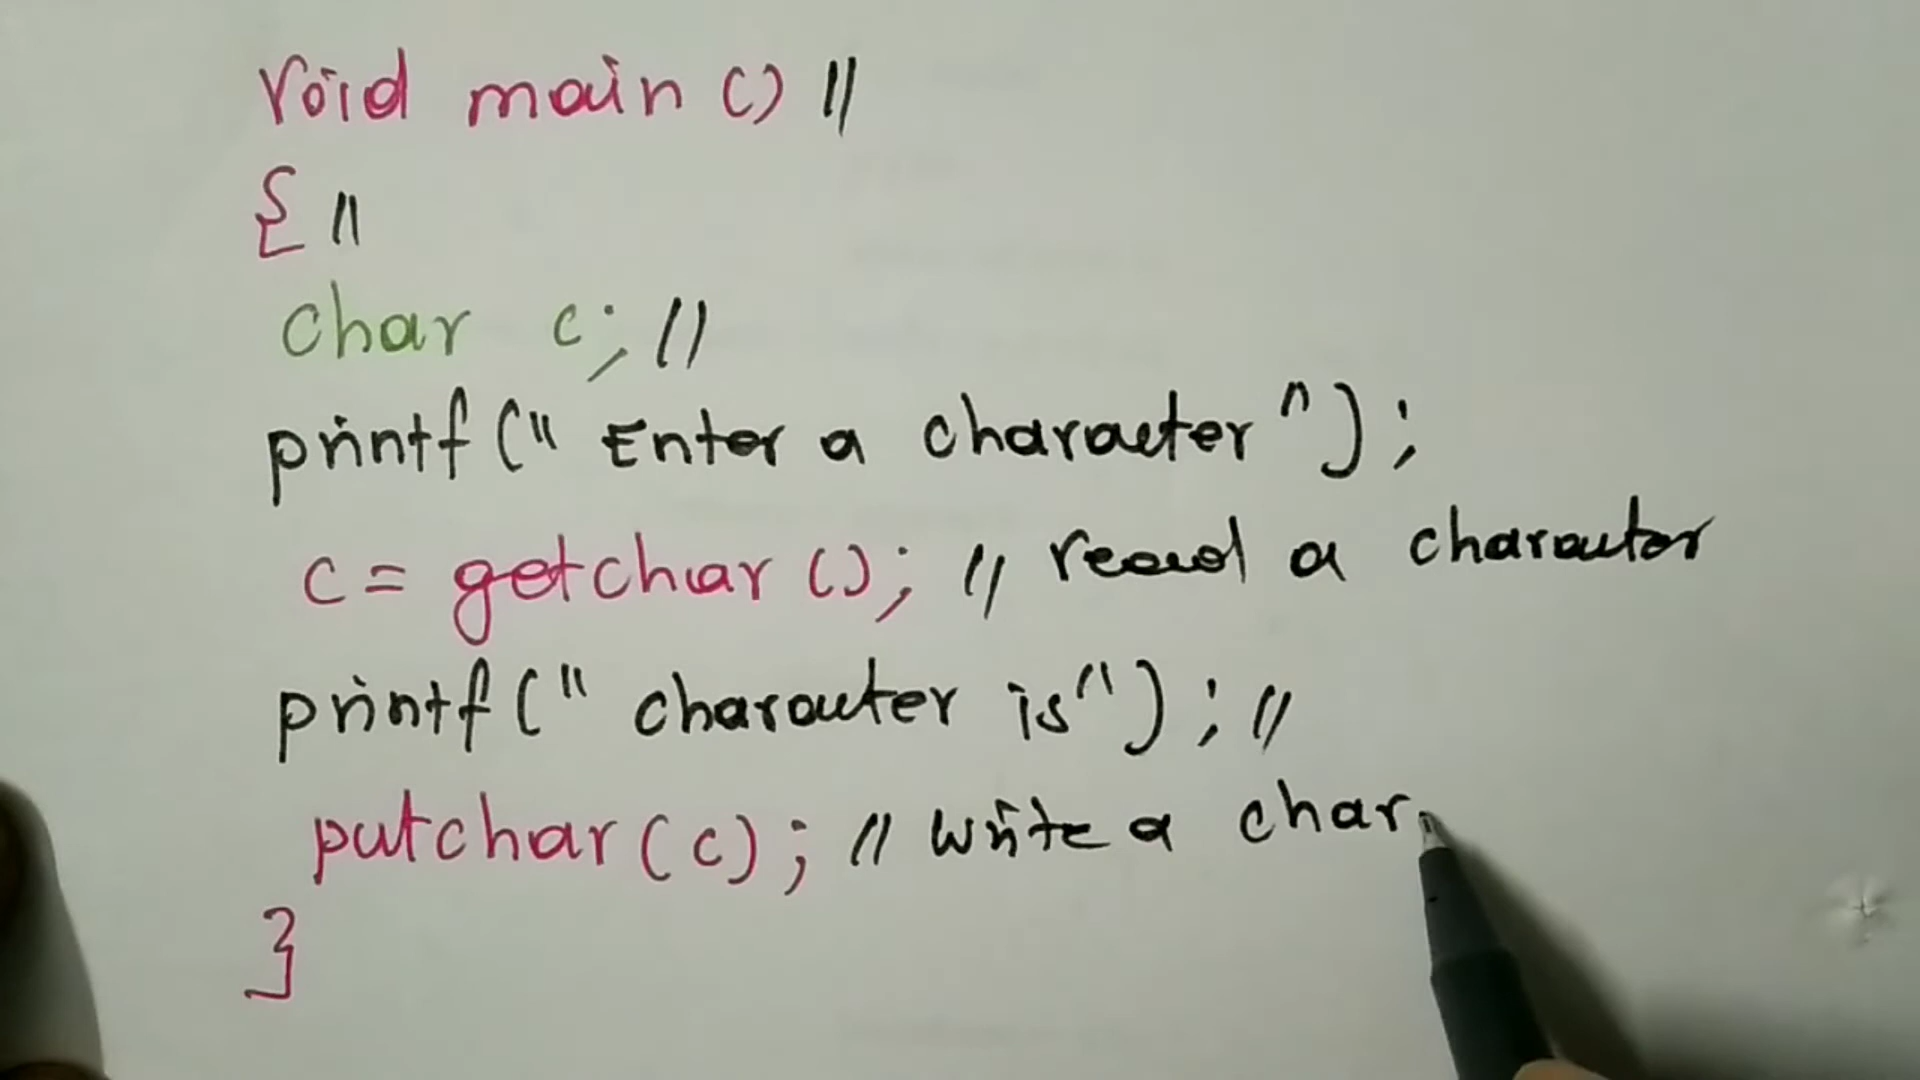 void main () //
{ //
char c; //
printf (" Enter a character ");
c = getchar (); // read a character
printf (" character is"); //
putchar (c); // write a char
}